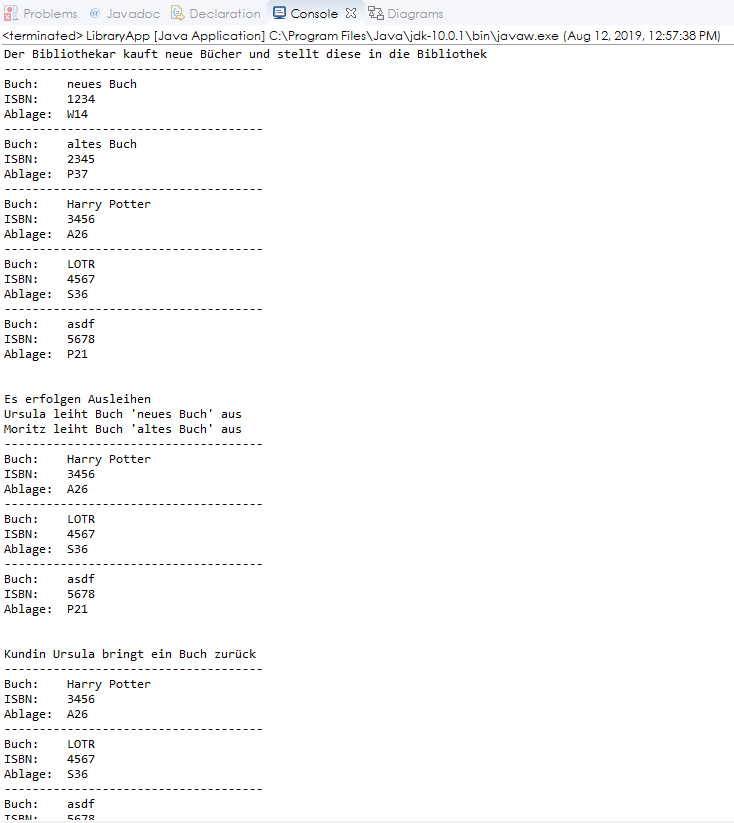 Problems @ Javadoc Declaration Console Diagrams
<terminated> LibraryApp [Java Application] C:\Program Files\Java\jdk-10.0.1\bin\javaw.exe (Aug 12, 2019, 12:57:38 PM)
Der Bibliothekar kauft neue Bücher und stellt diese in die Bibliothek
-------------------------------------
Buch:    neues Buch
ISBN:    1234
Ablage:  W14
-------------------------------------
Buch:    altes Buch
ISBN:    2345
Ablage:  P37
-------------------------------------
Buch:    Harry Potter
ISBN:    3456
Ablage:  A26
-------------------------------------
Buch:    LOTR
ISBN:    4567
Ablage:  S36
-------------------------------------
Buch:    asdf
ISBN:    5678
Ablage:  P21
Es erfolgen Ausleihen
Ursula leiht Buch 'neues Buch' aus
Moritz leiht Buch 'altes Buch' aus
-------------------------------------
Buch:    Harry Potter
ISBN:    3456
Ablage:  A26
-------------------------------------
Buch:    LOTR
ISBN:    4567
Ablage:  S36
-------------------------------------
Buch:    asdf
ISBN:    5678
Ablage:  P21
Kundin Ursula bringt ein Buch zurück
-------------------------------------
Buch:    Harry Potter
ISBN:    3456
Ablage:  A26
-------------------------------------
Buch:    LOTR
ISBN:    4567
Ablage:  S36
-------------------------------------
Buch:    asdf
ISBN:    5678